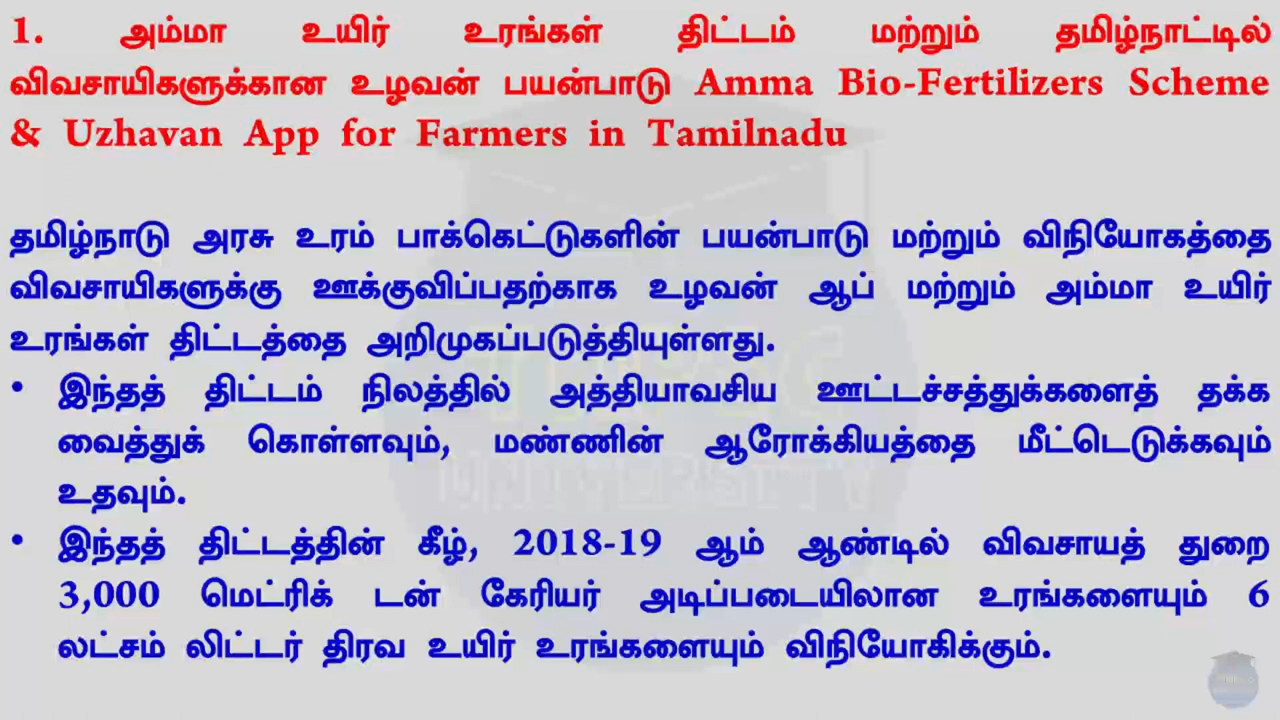 1. அம்மா உயிர் உரங்கள் திட்டம் மற்றும் தமிழ்நாட்டில்
விவசாயிகளுக்கான உழவன் பயன்பாடு Amma Bio-Fertilizers Scheme
& Uzhavan App for Farmers in Tamilnadu
தமிழ்நாடு அரசு உரம் பாக்கெட்டுகளின் பயன்பாடு மற்றும் விநியோகத்தை
விவசாயிகளுக்கு ஊக்குவிப்பதற்காக உழவன் ஆப் மற்றும் அம்மா உயிர்
உரங்கள் திட்டத்தை அறிமுகப்படுத்தியுள்ளது.
• இந்தத் திட்டம் நிலத்தில் அத்தியாவசிய ஊட்டச்சத்துக்களைத் தக்க
வைத்துக் கொள்ளவும், மண்ணின் ஆரோக்கியத்தை மீட்டெடுக்கவும்
உதவும்.
• இந்தத் திட்டத்தின் கீழ், 2018-19 ஆம் ஆண்டில் விவசாயத் துறை
3,000 மெட்ரிக் டன் கேரியர் அடிப்படையிலான உரங்களையும் 6
லட்சம் லிட்டர் திரவ உயிர் உரங்களையும் விநியோகிக்கும்.
UNIVERSITY